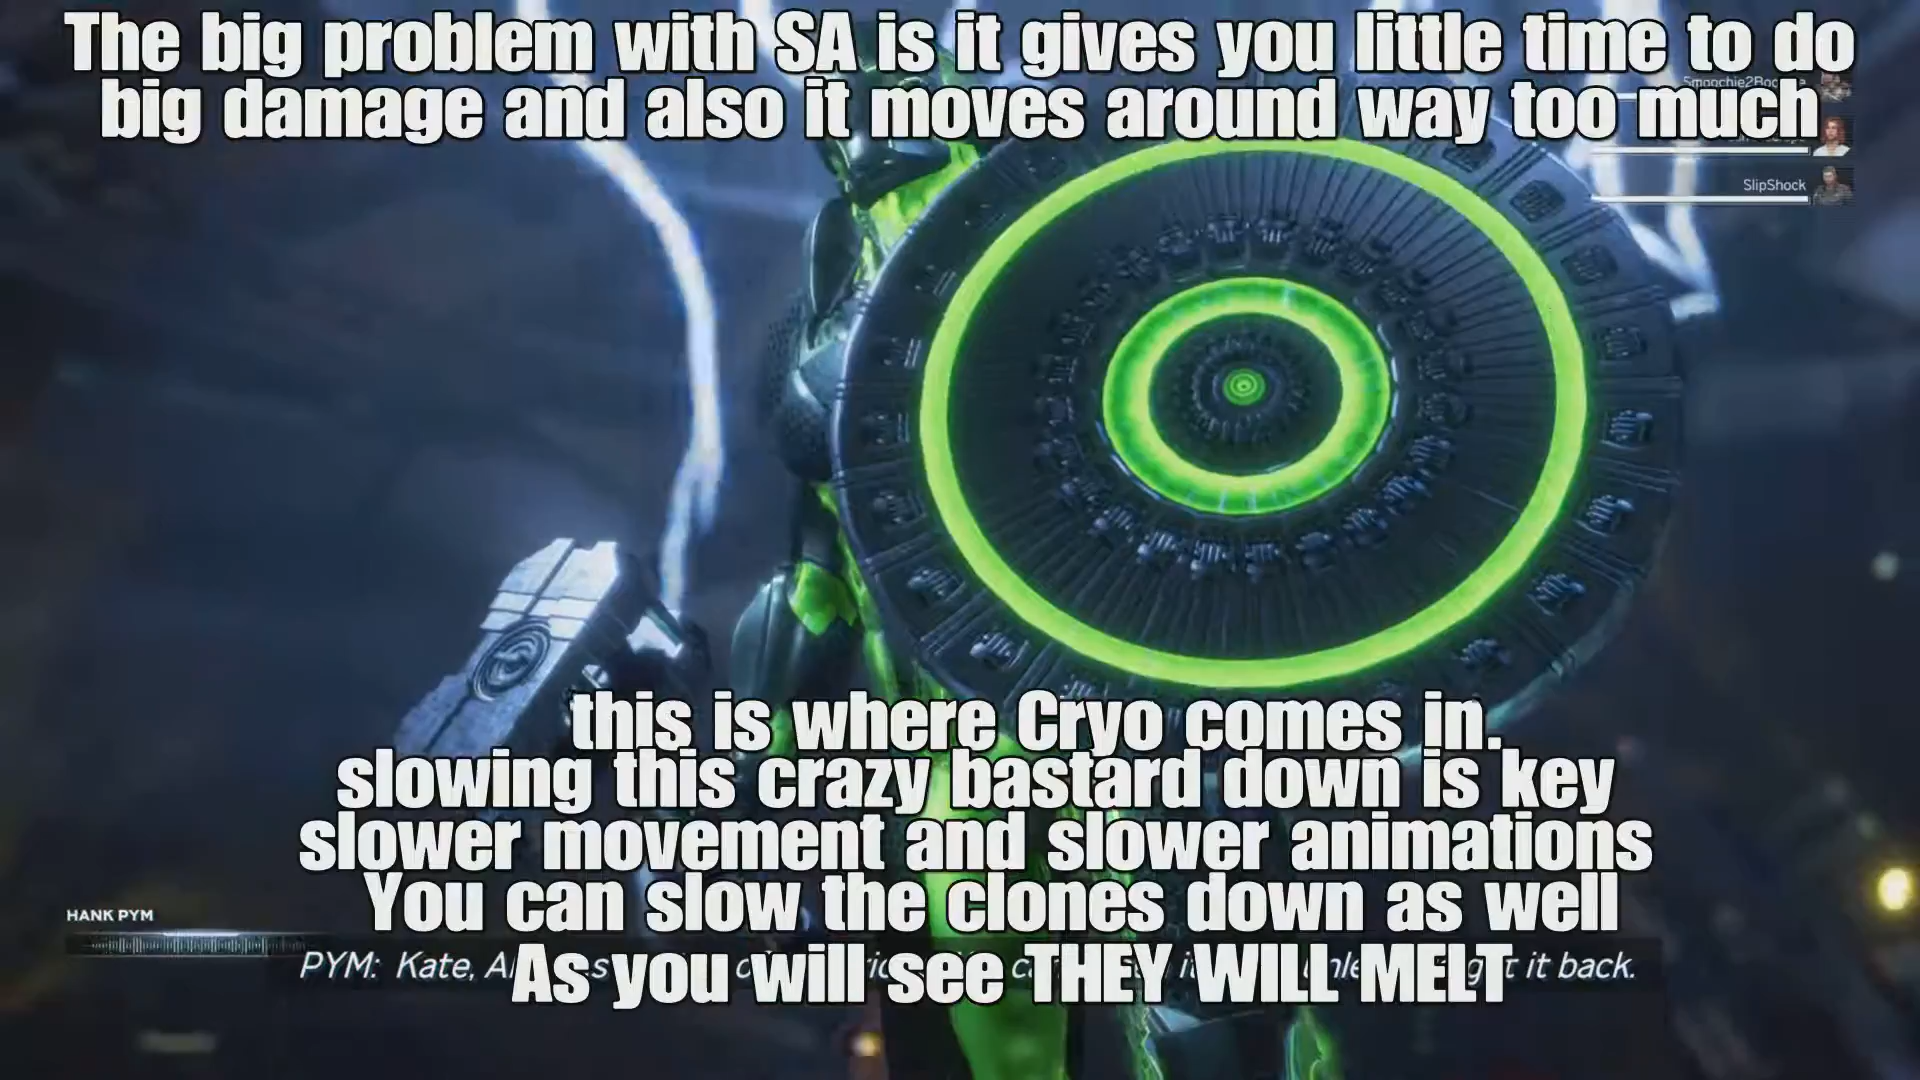 The big problem with SA is it gives you little time to do
big damage and also it moves around way too much
SlipShock
this is where Cryo comes in.
slowing this crazy bastard down is key
slower movement and slower animations
You can slow the clones down as well
HANK PYM
As you will see THEY WILL MELT
PYM: Kate, it back.